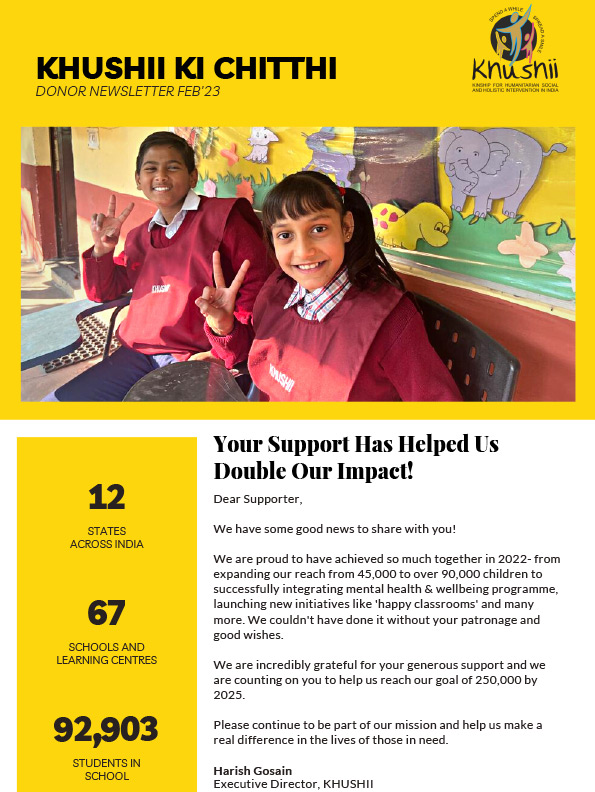 SPEND A WHILE
SPREAD A SMILE
Khushii
KINSHIP FOR HUMANITARIAN SOCIAL
AND HOLISTIC INTERVENTION IN INDIA
KHUSHII KI CHITTHI
DONOR NEWSLETTER FEB'23
KHUSHII
KHUSHII
12
STATES
ACROSS INDIA
67
SCHOOLS AND
LEARNING CENTRES
92,903
STUDENTS IN
SCHOOL
Your Support Has Helped Us
Double Our Impact!
Dear Supporter,
We have some good news to share with you!
We are proud to have achieved so much together in 2022- from
expanding our reach from 45,000 to over 90,000 children to
successfully integrating mental health & wellbeing programme,
launching new initiatives like 'happy classrooms' and many
more. We couldn't have done it without your patronage and
good wishes.
We are incredibly grateful for your generous support and we
are counting on you to help us reach our goal of 250,000 by
2025.
Please continue to be part of our mission and help us make a
real difference in the lives of those in need.
Harish Gosain
Executive Director, KHUSHII